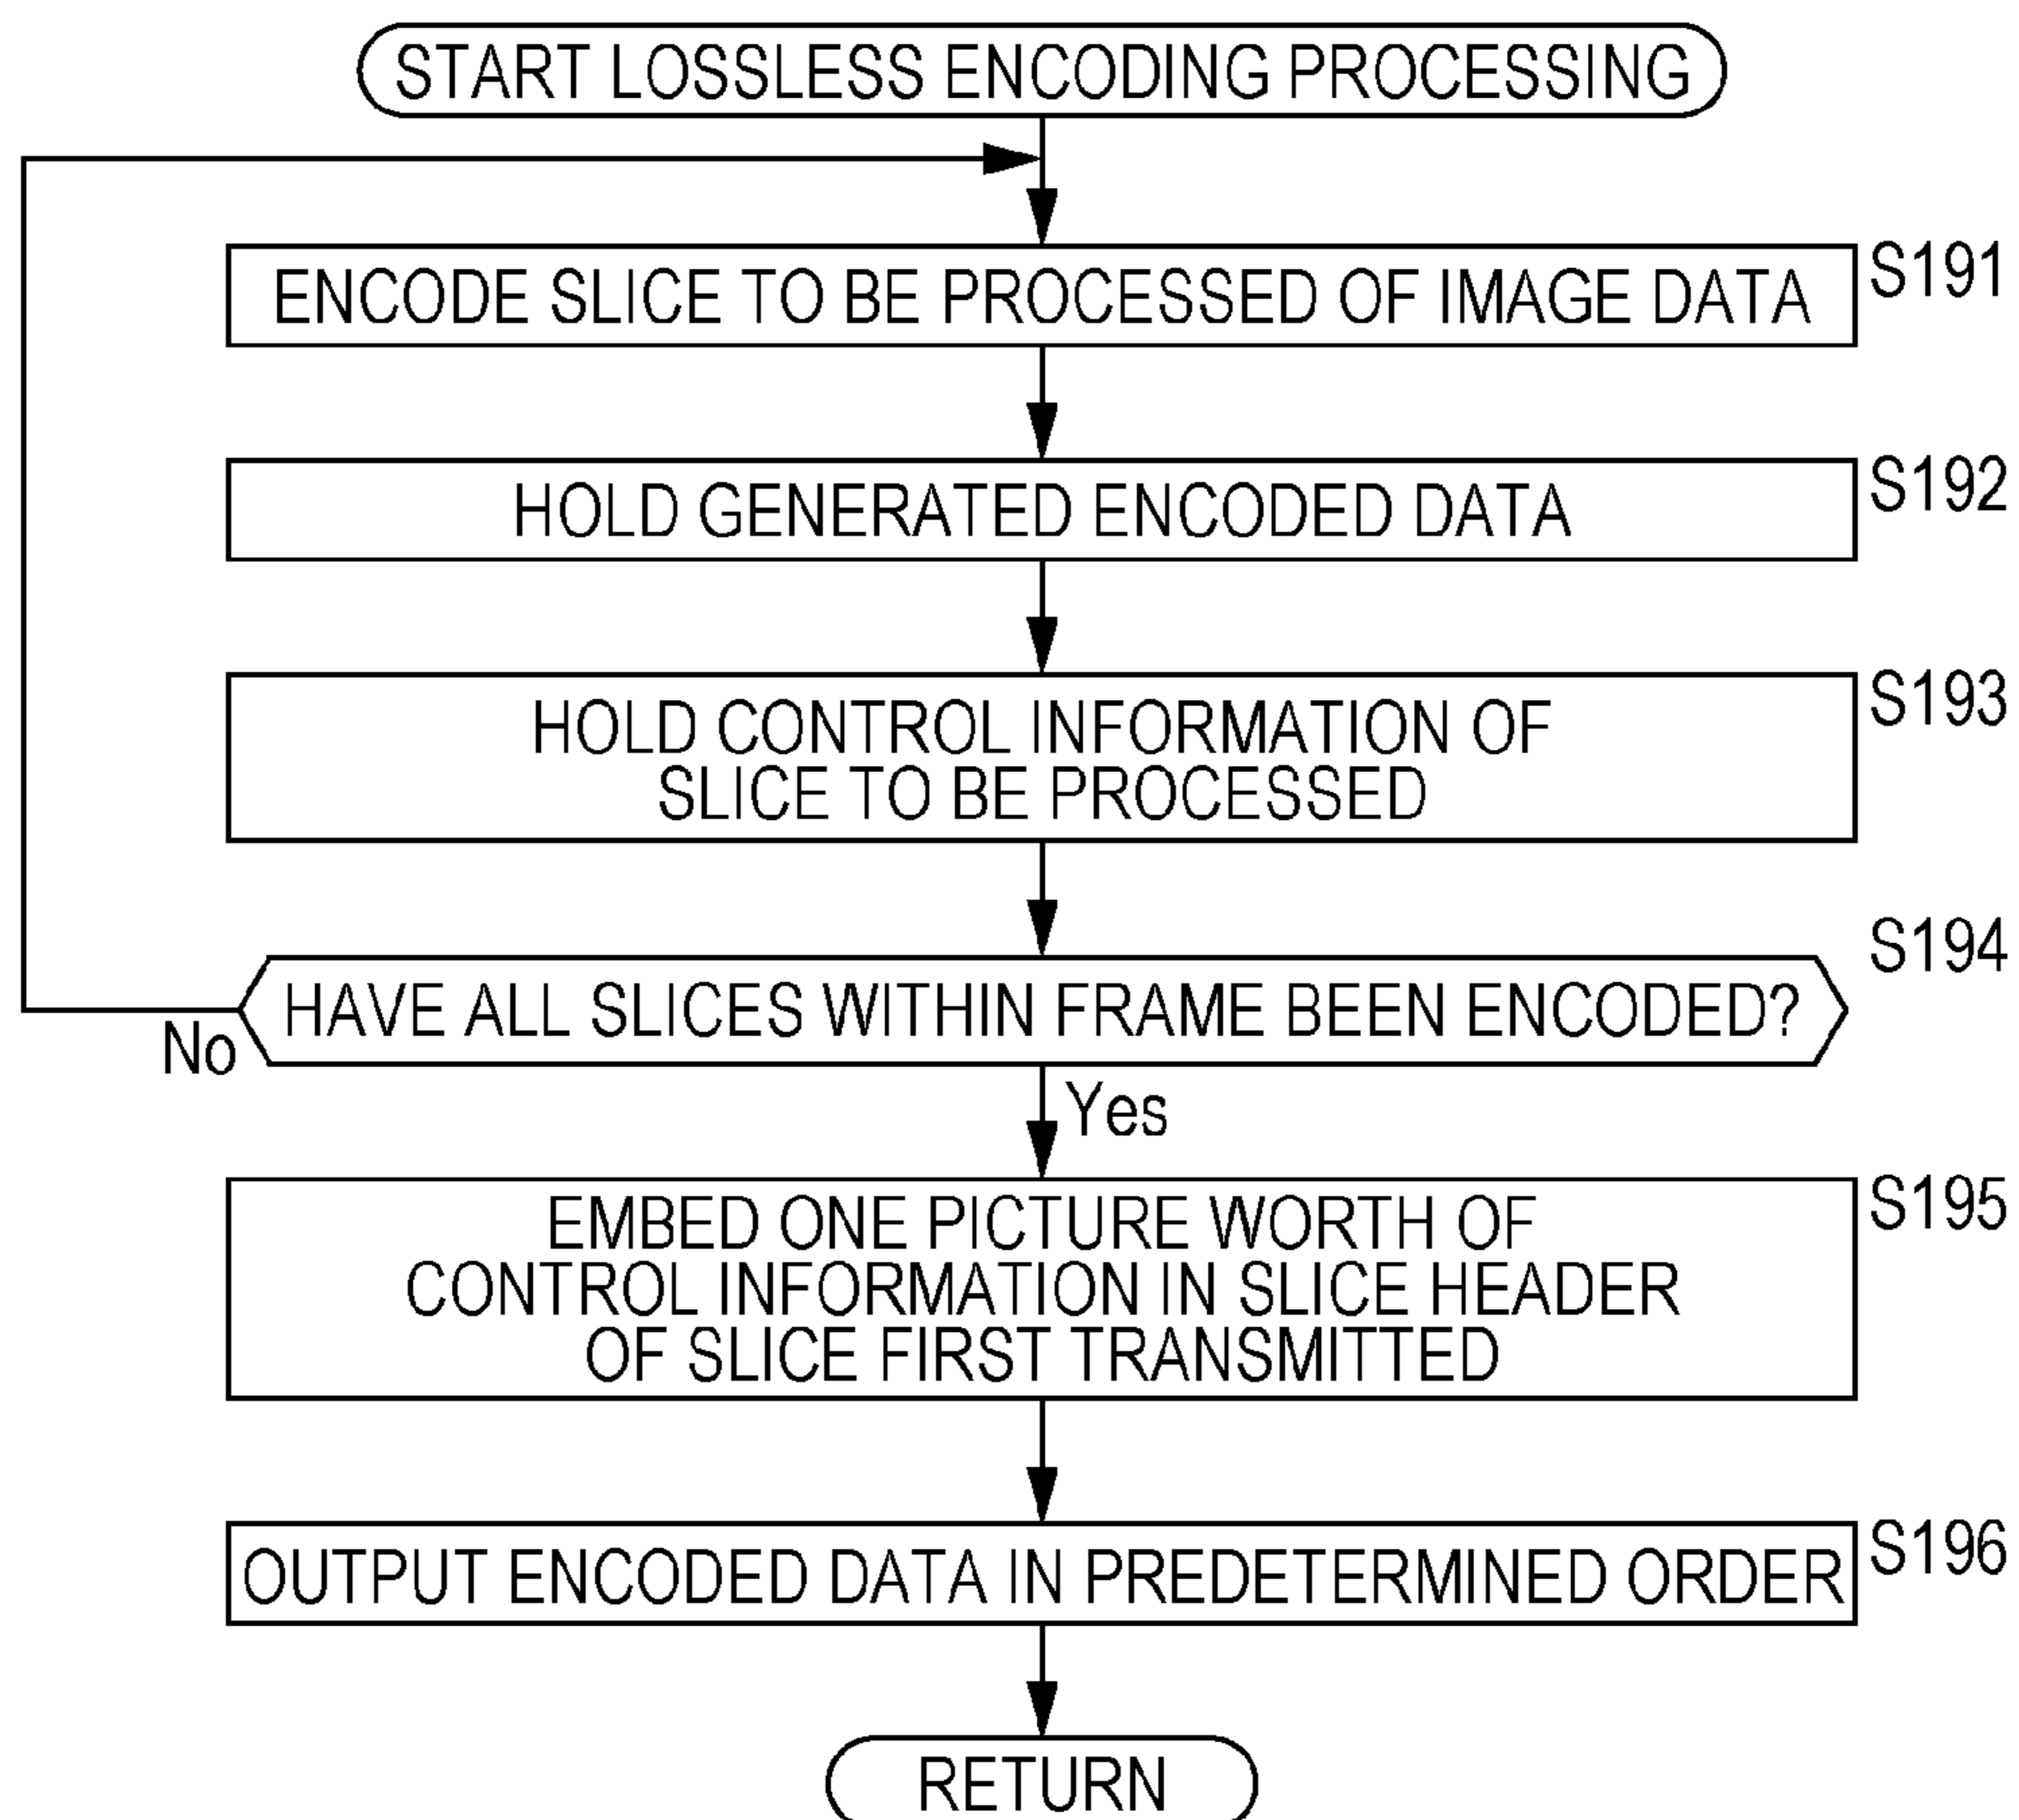 START LOSSLESS ENCODING PROCESSING
ENCODE SLICE TO BE PROCESSED OF IMAGE DATA
S191
HOLD GENERATED ENCODED DATA
S192
HOLD CONTROL INFORMATION OF
SLICE TO BE PROCESSED
S193
HAVE ALL SLICES WITHIN FRAME BEEN ENCODED?
S194
No
Yes
EMBED ONE PICTURE WORTH OF
CONTROL INFORMATION IN SLICE HEADER
OF SLICE FIRST TRANSMITTED
S195
OUTPUT ENCODED DATA IN PREDETERMINED ORDER
S196
RETURN